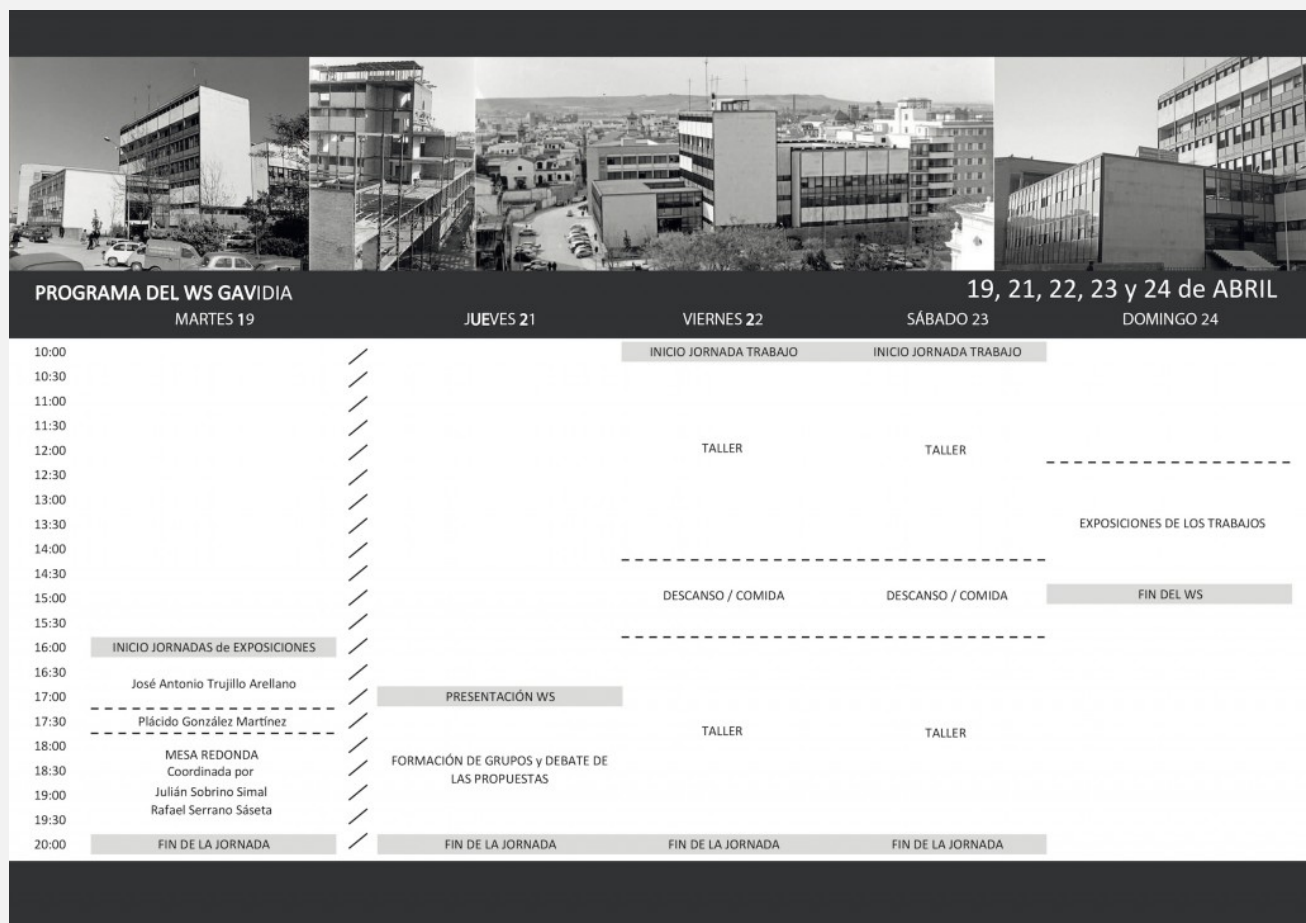 PROGRAMA DEL WS GAVIDIA
19, 21, 22, 23 y 24 de ABRIL
MARTES 19
JUEVES 21
VIERNES 22
SÁBADO 23
DOMINGO 24
10:00
10:30
11:00
11:30
12:00
12:30
13:00
13:30
14:00
14:30
15:00
15:30
16:00
16:30
17:00
17:30
18:00
18:30
19:00
19:30
20:00
INICIO JORNADAS de EXPOSICIONES
José Antonio Trujillo Arellano
Plácido González Martínez
MESA REDONDA
Coordinada por
Julián Sobrino Simal
Rafael Serrano Sáseta
FIN DE LA JORNADA
PRESENTACIÓN WS
FORMACIÓN DE GRUPOS y DEBATE DE
LAS PROPUESTAS
FIN DE LA JORNADA
INICIO JORNADA TRABAJO
TALLER
DESCANSO / COMIDA
TALLER
FIN DE LA JORNADA
INICIO JORNADA TRABAJO
TALLER
DESCANSO / COMIDA
TALLER
FIN DE LA JORNADA
EXPOSICIONES DE LOS TRABAJOS
FIN DEL WS